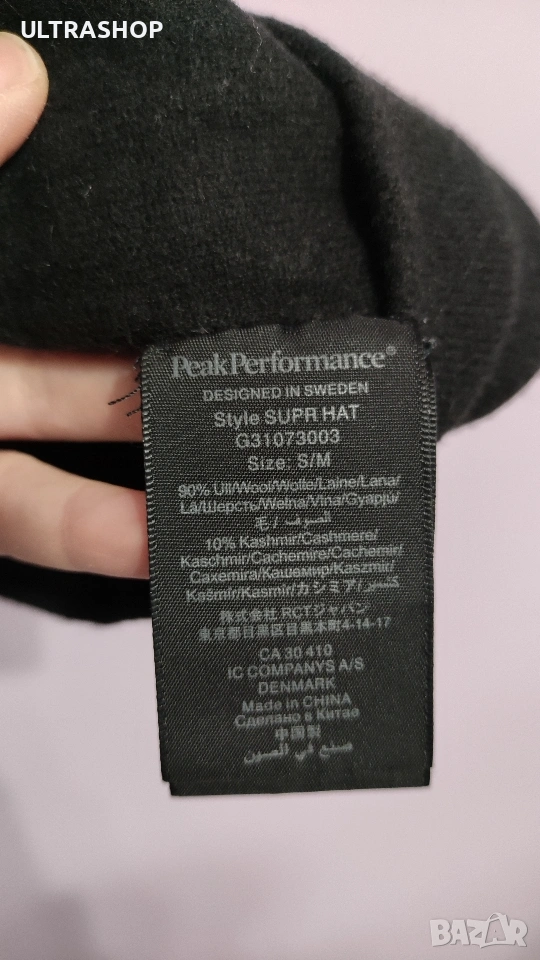 ULTRASHOP
PeakPerformance®
DESIGNED IN SWEDEN
Style SUPR HAT
G31073003
Size: S/M
90% Ull/Wool/Wolle/Laine/Lana/
Lã/Шерсть/Wełna/Vlna/Gyapjú/
毛/الصوف/
10% Kashmir/Cashmere/
Kaschmir/Cachemire/Cachemir/
Caxemira/Кашемир/Kaszmir/
Kašmír/Kasmír/カシミア/كشمير
株式会社 RCTジャパン
東京都目黒区目黒本町4-14-17
CA 30 410
IC COMPANYS A/S
DENMARK
Made in CHINA
Сделано в Китае
中国製
صنع في الصين
BAZAR